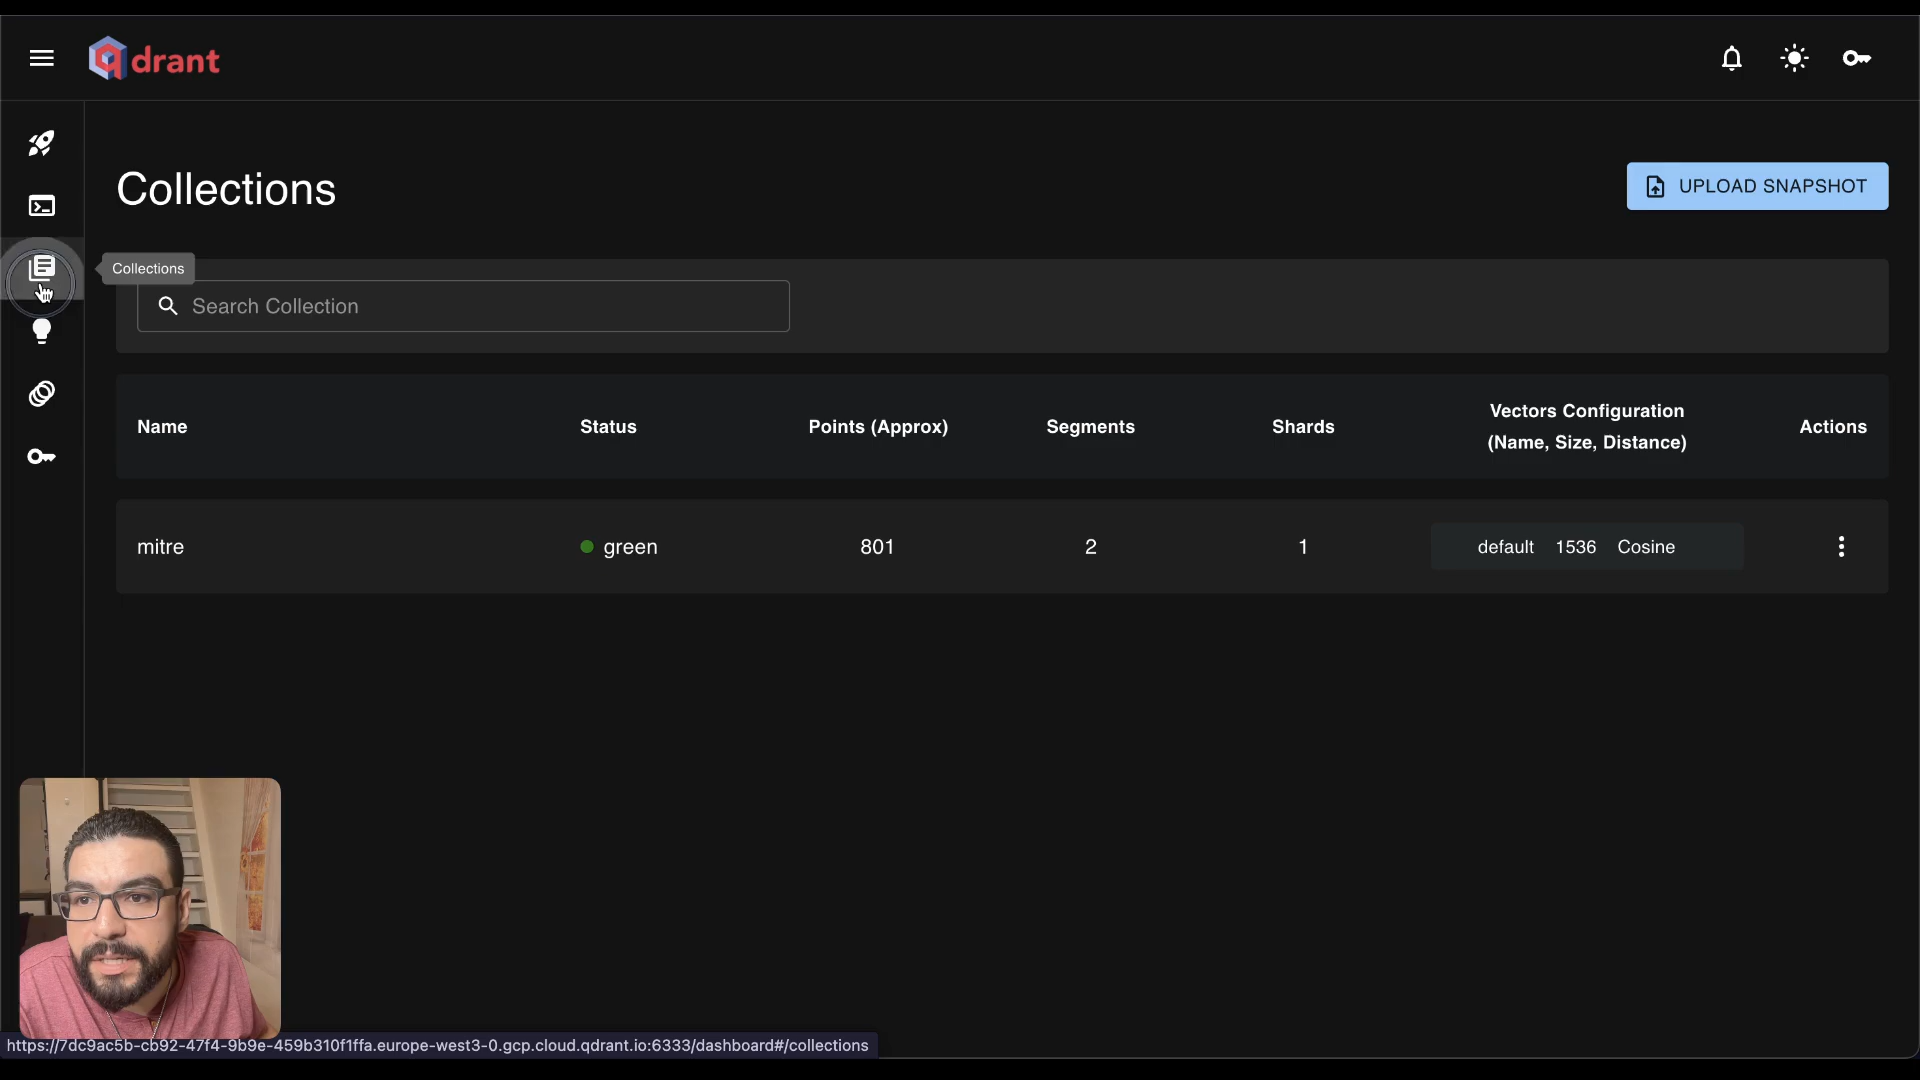 qdrant
Collections
UPLOAD SNAPSHOT
Collections
Search Collection
Name Status Points (Approx) Segments Shards Vectors Configuration (Name, Size, Distance) Actions
mitre green 801 2 1 default 1536 Cosine
https://7dc9ac5b-cb92-47f4-9b9e-459b310f1ffa.europe-west3-0.gcp.cloud.qdrant.io:6333/dashboard#/collections